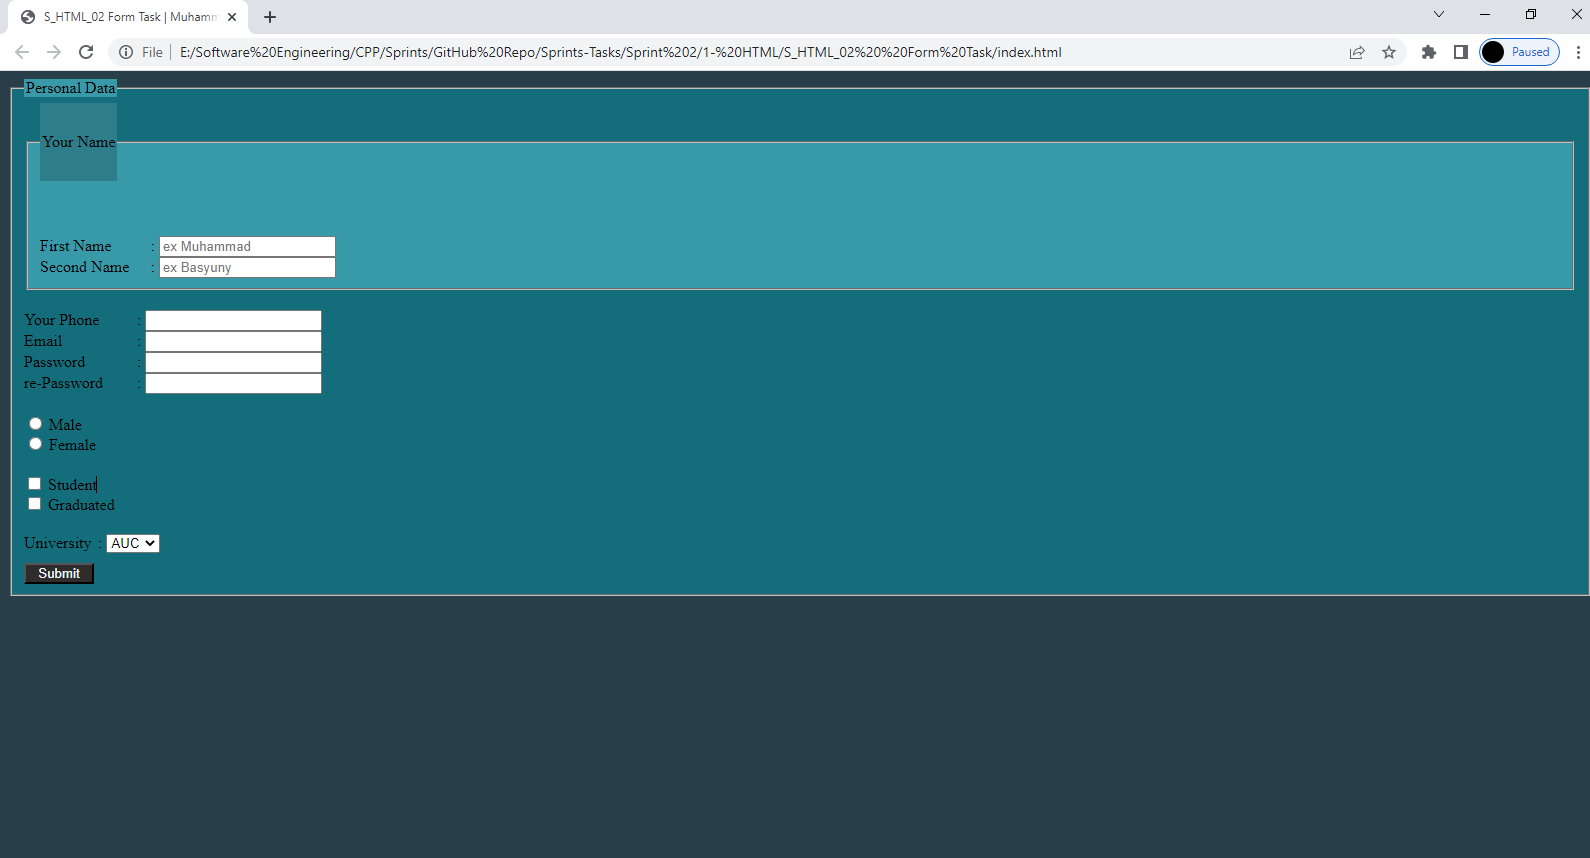 S_HTML_02 Form Task | Muhamm
File E:/Software%20Engineering/CPP/Sprints/GitHub%20Repo/Sprints-Tasks/Sprint%202/1-%20HTML/S_HTML_02%20%20Form%20Task/index.html Paused
Personal Data
Your Name
First Name : ex Muhammad
Second Name : ex Basyuny
Your Phone :
Email :
Password :
re-Password :
Male
Female
Student
Graduated
University : AUC
Submit